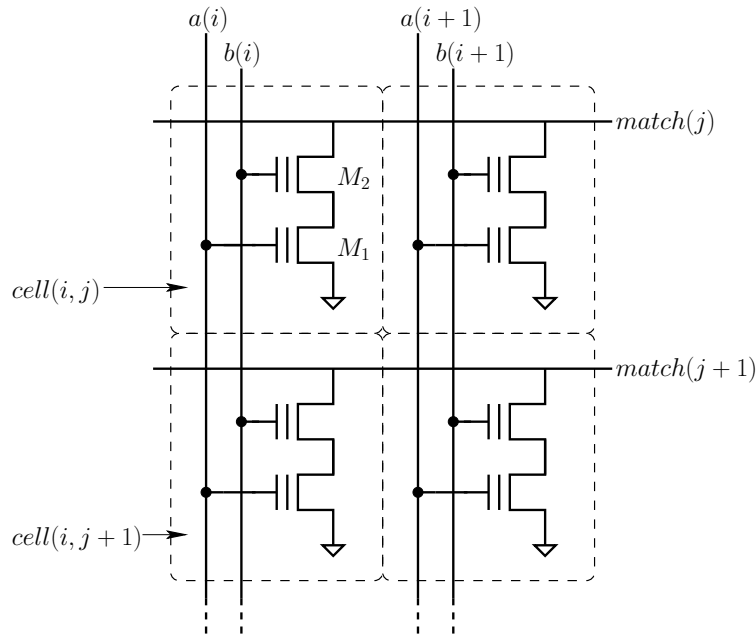 a(i)
a(i + 1)
b(i)
b(i + 1)
match(j)
M₂
M₁
cell(i, j)
match(j + 1)
cell(i, j + 1)